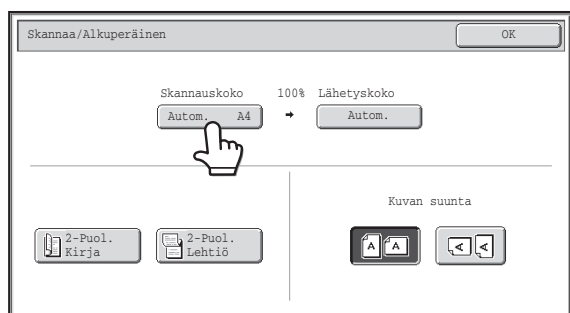 Skannaa/Alkuperäinen OK
Skannauskoko 100% Lähetyskoko
Autom. A4 Autom.
Kuvan suunta
2-Puol. 2-Puol.
Kirja Lehtiö
A A A A